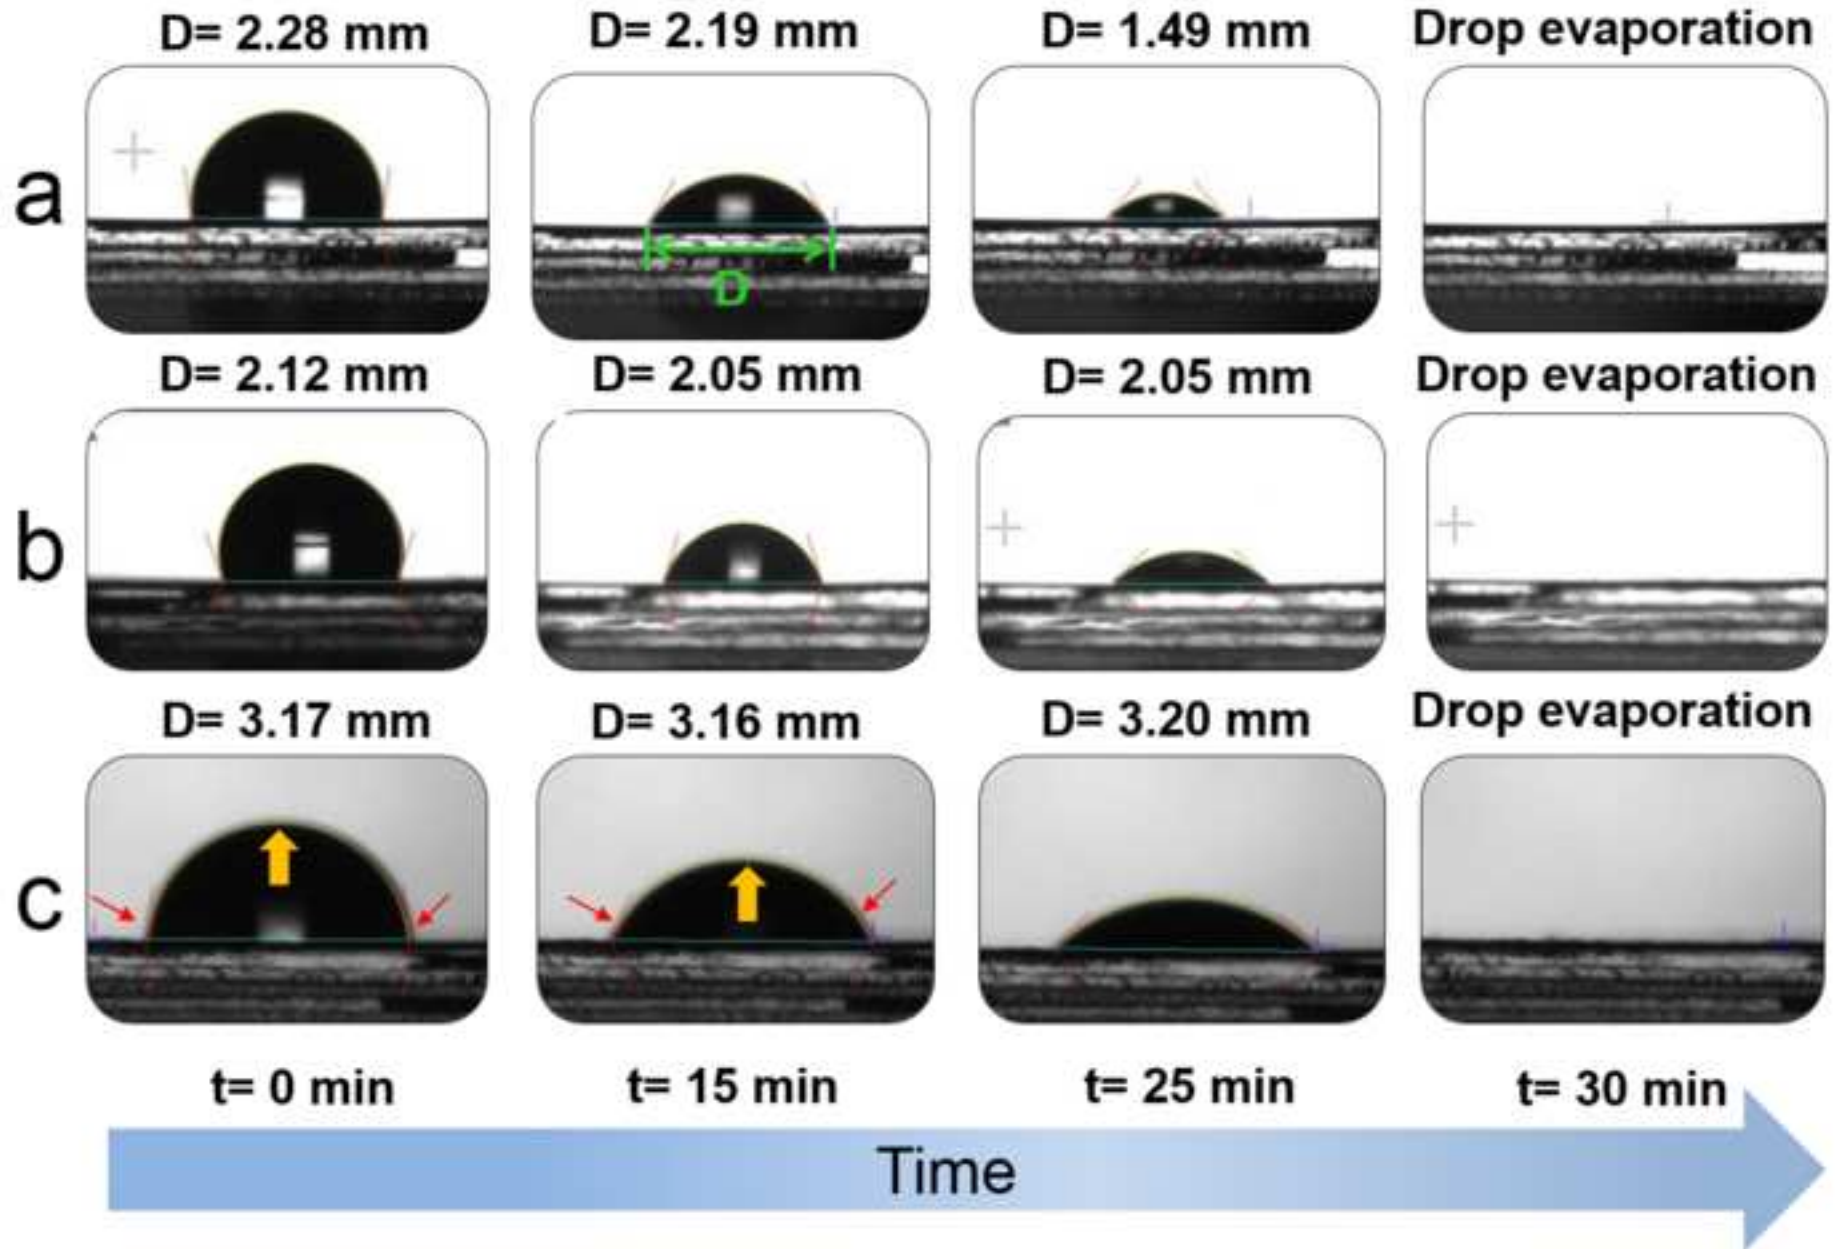 D= 2.28 mm
D= 2.19 mm
D= 1.49 mm
Drop evaporation
a
D
D= 2.12 mm
D= 2.05 mm
D= 2.05 mm
Drop evaporation
b
D= 3.17 mm
D= 3.16 mm
D= 3.20 mm
Drop evaporation
c
t= 0 min
t= 15 min
t= 25 min
t= 30 min
Time